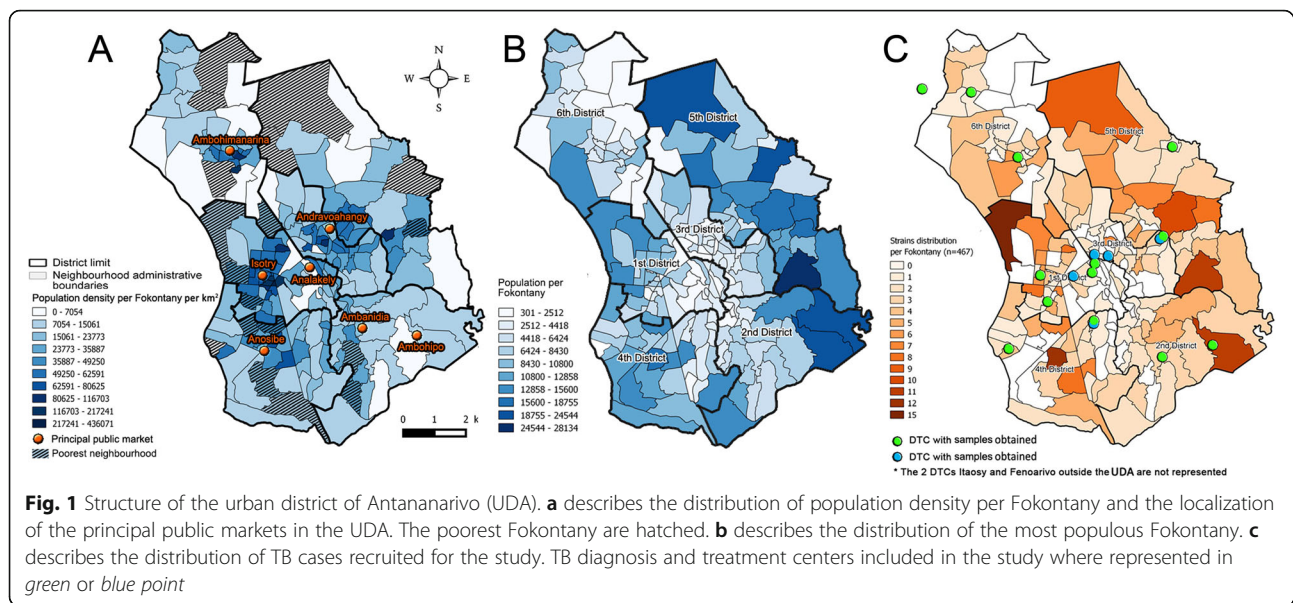 A
N
W E
S
Ambohimanarina
Andravoahangy
Isotry
Analakely
Ambanidia
Anosibe
Ambohipo
District limit
Neighbourhood administrative
boundaries
Population density per Fokontany per km²
0 - 7054
7054 - 15061
15061 - 23773
23773 - 35887
35887 - 49250
49250 - 62591
62591 - 80625
80625 - 116703
116703 - 217241
217241 - 436071
Principal public market
Poorest neighbourhood
0 1 2 k
B
6th District
5th District
3rd District
1st District
2nd District
4th District
Population per
Fokontany
301 - 2512
2512 - 4418
4418 - 6424
6424 - 8430
8430 - 10800
10800 - 12858
12858 - 15600
15600 - 18755
18755 - 24544
24544 - 28134
C
6th District
5th District
3rd District
1st District
2nd District
4th District
Strains distribution
per Fokontany (n=467)
0
1
2
3
4
5
6
7
8
9
10
11
12
15
DTC with samples obtained
DTC with samples obtained
* The 2 DTCs Itaosy and Fenoarivo outside the UDA are not represented
Fig. 1 Structure of the urban district of Antananarivo (UDA). a describes the distribution of population density per Fokontany and the localization
of the principal public markets in the UDA. The poorest Fokontany are hatched. b describes the distribution of the most populous Fokontany. c
describes the distribution of TB cases recruited for the study. TB diagnosis and treatment centers included in the study where represented in
green or blue point